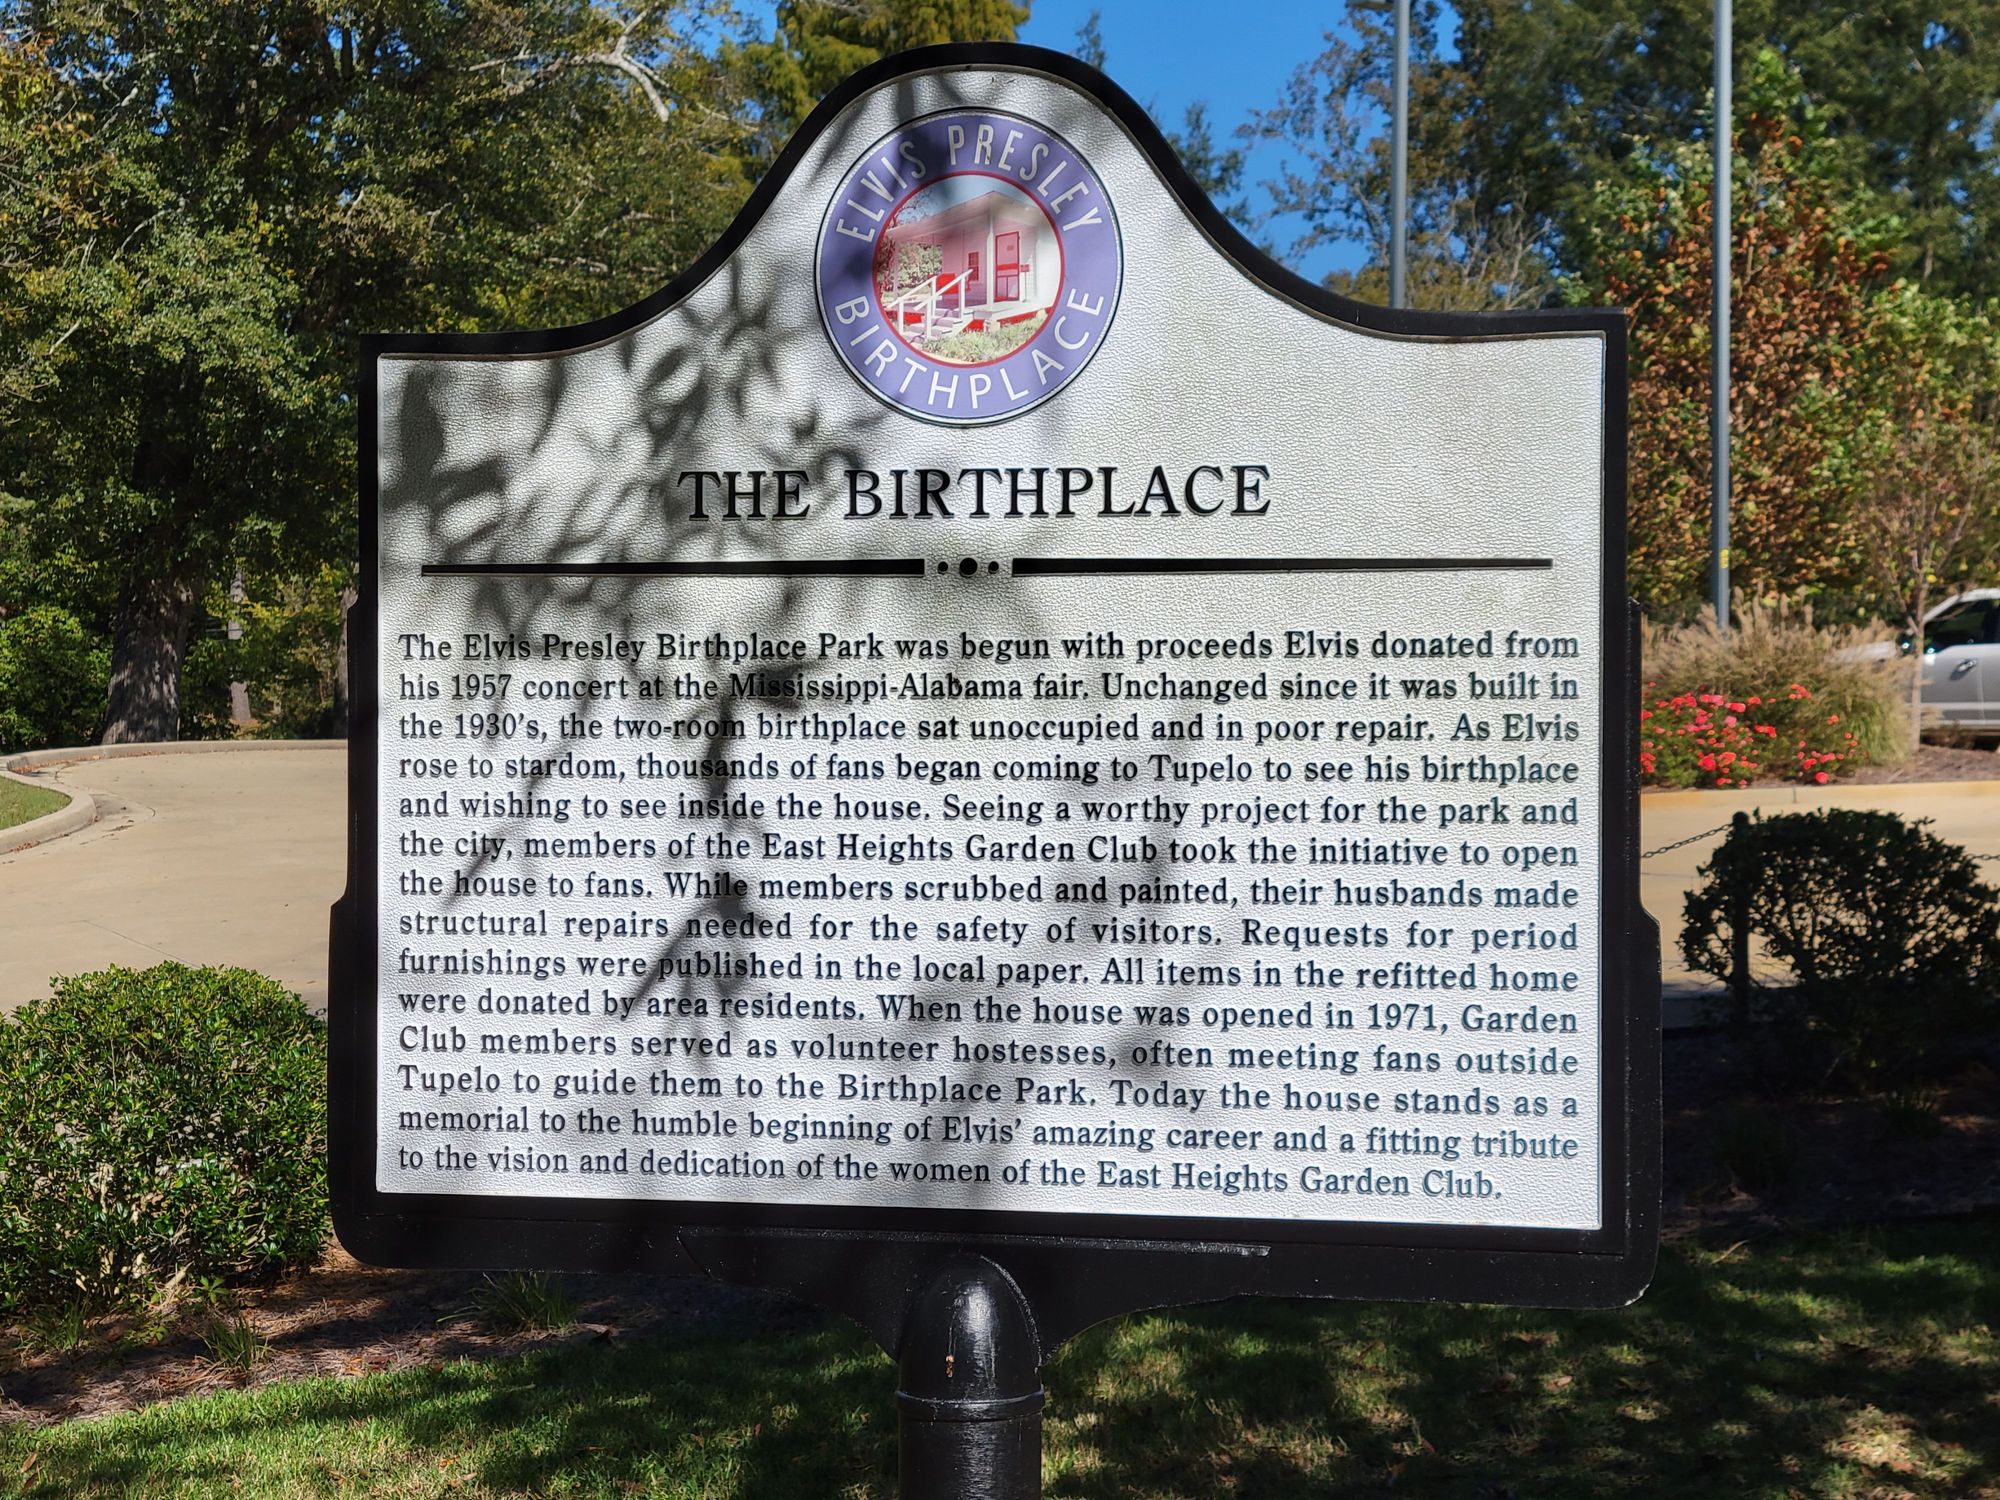 ELVIS PRESLEY
BIRTHPLACE
THE BIRTHPLACE
The Elvis Presley Birthplace Park was begun with proceeds Elvis donated from
his 1957 concert at the Mississippi-Alabama fair. Unchanged since it was built in
the 1930's, the two-room birthplace sat unoccupied and in poor repair. As Elvis
rose to stardom, thousands of fans began coming to Tupelo to see his birthplace
and wishing to see inside the house. Seeing a worthy project for the park and
the city, members of the East Heights Garden Club took the initiative to open
the house to fans. While members scrubbed and painted, their husbands made
structural repairs needed for the safety of visitors. Requests for period
furnishings were published in the local paper. All items in the refitted home
were donated by area residents. When the house was opened in 1971, Garden
Club members served as volunteer hostesses, often meeting fans outside
Tupelo to guide them to the Birthplace Park. Today the house stands as a
memorial to the humble beginning of Elvis' amazing career and a fitting tribute
to the vision and dedication of the women of the East Heights Garden Club.